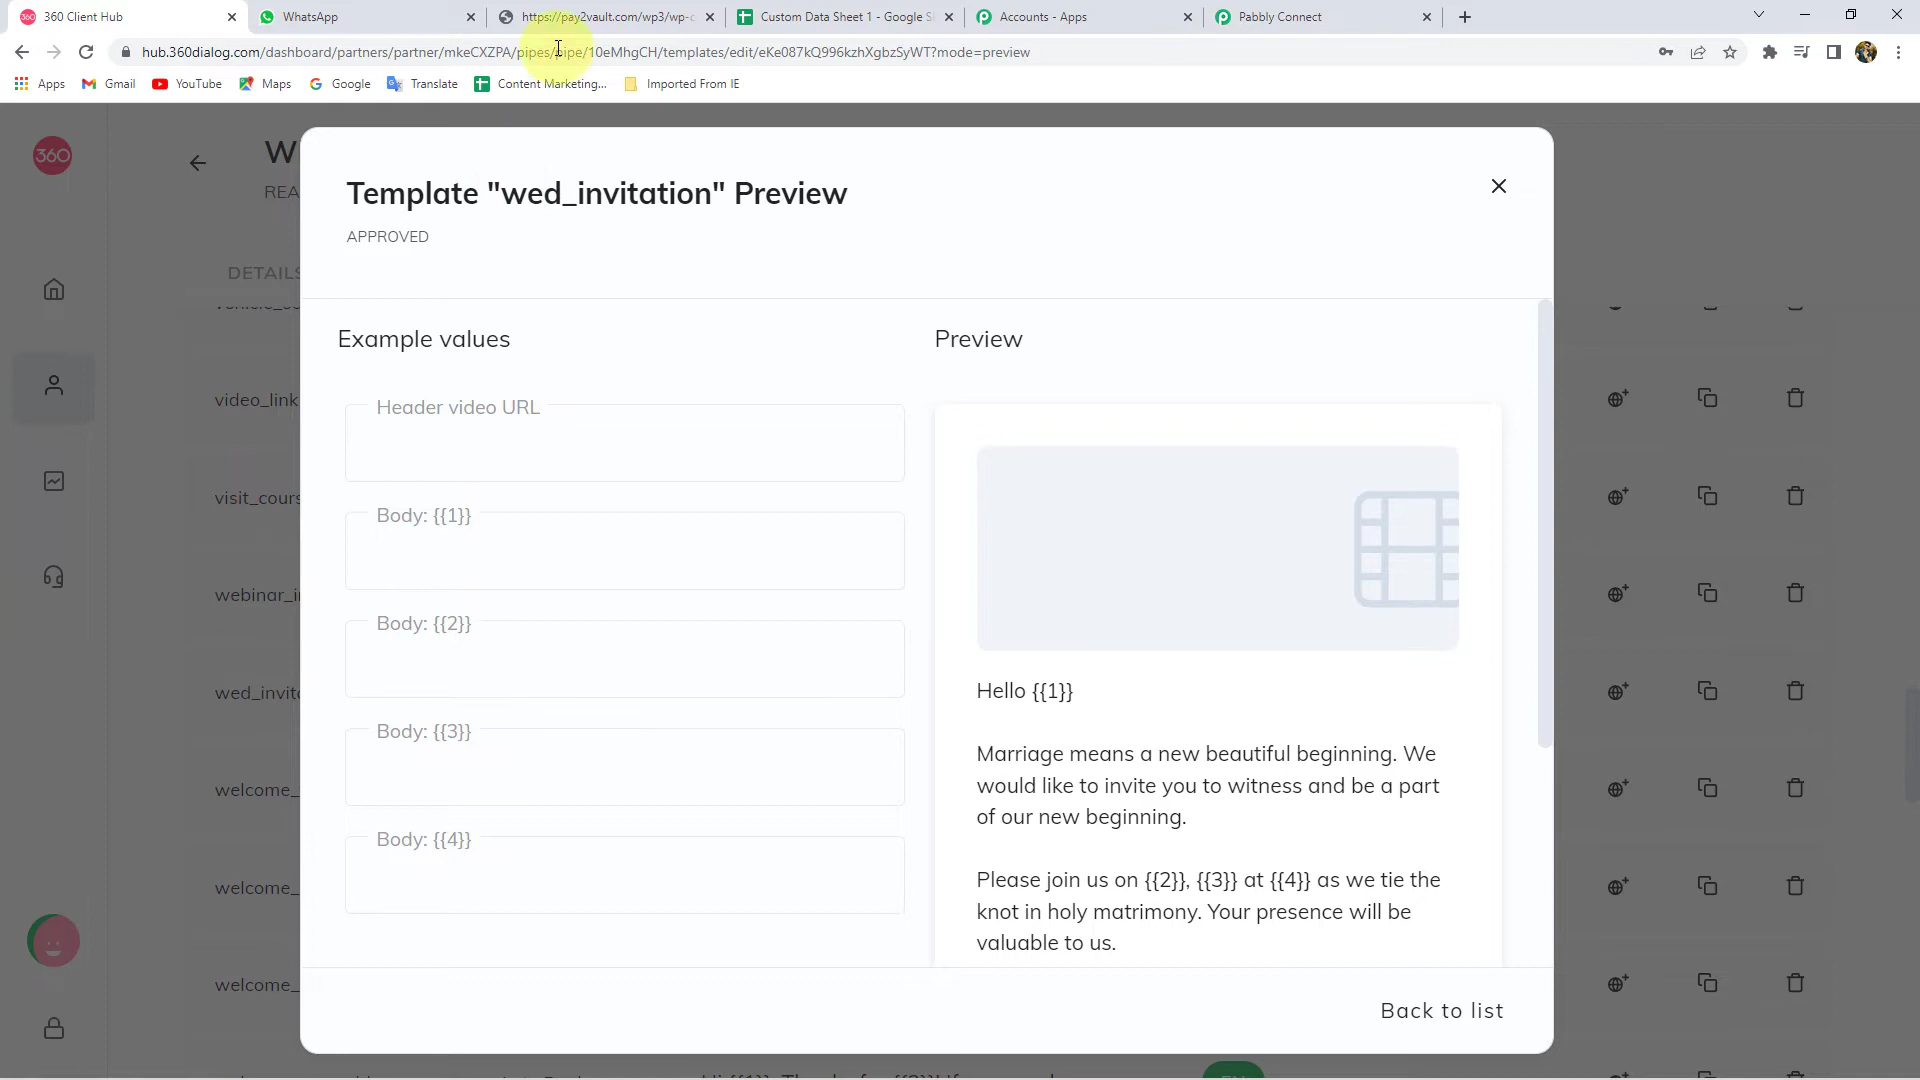 360 Client Hub
WhatsApp
https://pay2vault.com/wp3/wp-c
Custom Data Sheet 1 - Google S
Accounts - Apps
Pabbly Connect
hub.360dialog.com/dashboard/partners/partner/mkeCXZPA/pipes/pipe/10eMhgCH/templates/edit/eKe087kQ996kzhXgbzSyWT?mode=preview
Apps
Gmail
YouTube
Maps
Google
Translate
Content Marketing...
Imported From IE
360
W
REA
DETAILS
Template "wed_invitation" Preview
APPROVED
Example values
Preview
Header video URL
Body: {{1}}
Body: {{2}}
Body: {{3}}
Body: {{4}}
Hello {{1}}
Marriage means a new beautiful beginning. We
would like to invite you to witness and be a part
of our new beginning.
Please join us on {{2}}, {{3}} at {{4}} as we tie the
knot in holy matrimony. Your presence will be
valuable to us.
video_link
visit_cours
webinar_i
wed_invita
welcome_
welcome_
welcome_
Back to list